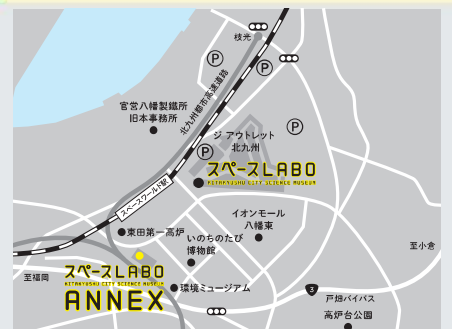 枝光
P
P
官営八幡製鐵所
旧本事務所
北九州都市高速道路
P
ジ アウトレット
北九州
P
スペースLABO
KITAKYUSHU CITY SCIENCE MUSEUM
スペースワールド駅
イオンモール
八幡東
東田第一高炉
いのちのたび
博物館
至小倉
至福岡
スペースLABO
KITAKYUSHU CITY SCIENCE MUSEUM
ANNEX
環境ミュージアム
3
戸畑バイパス
高炉台公園